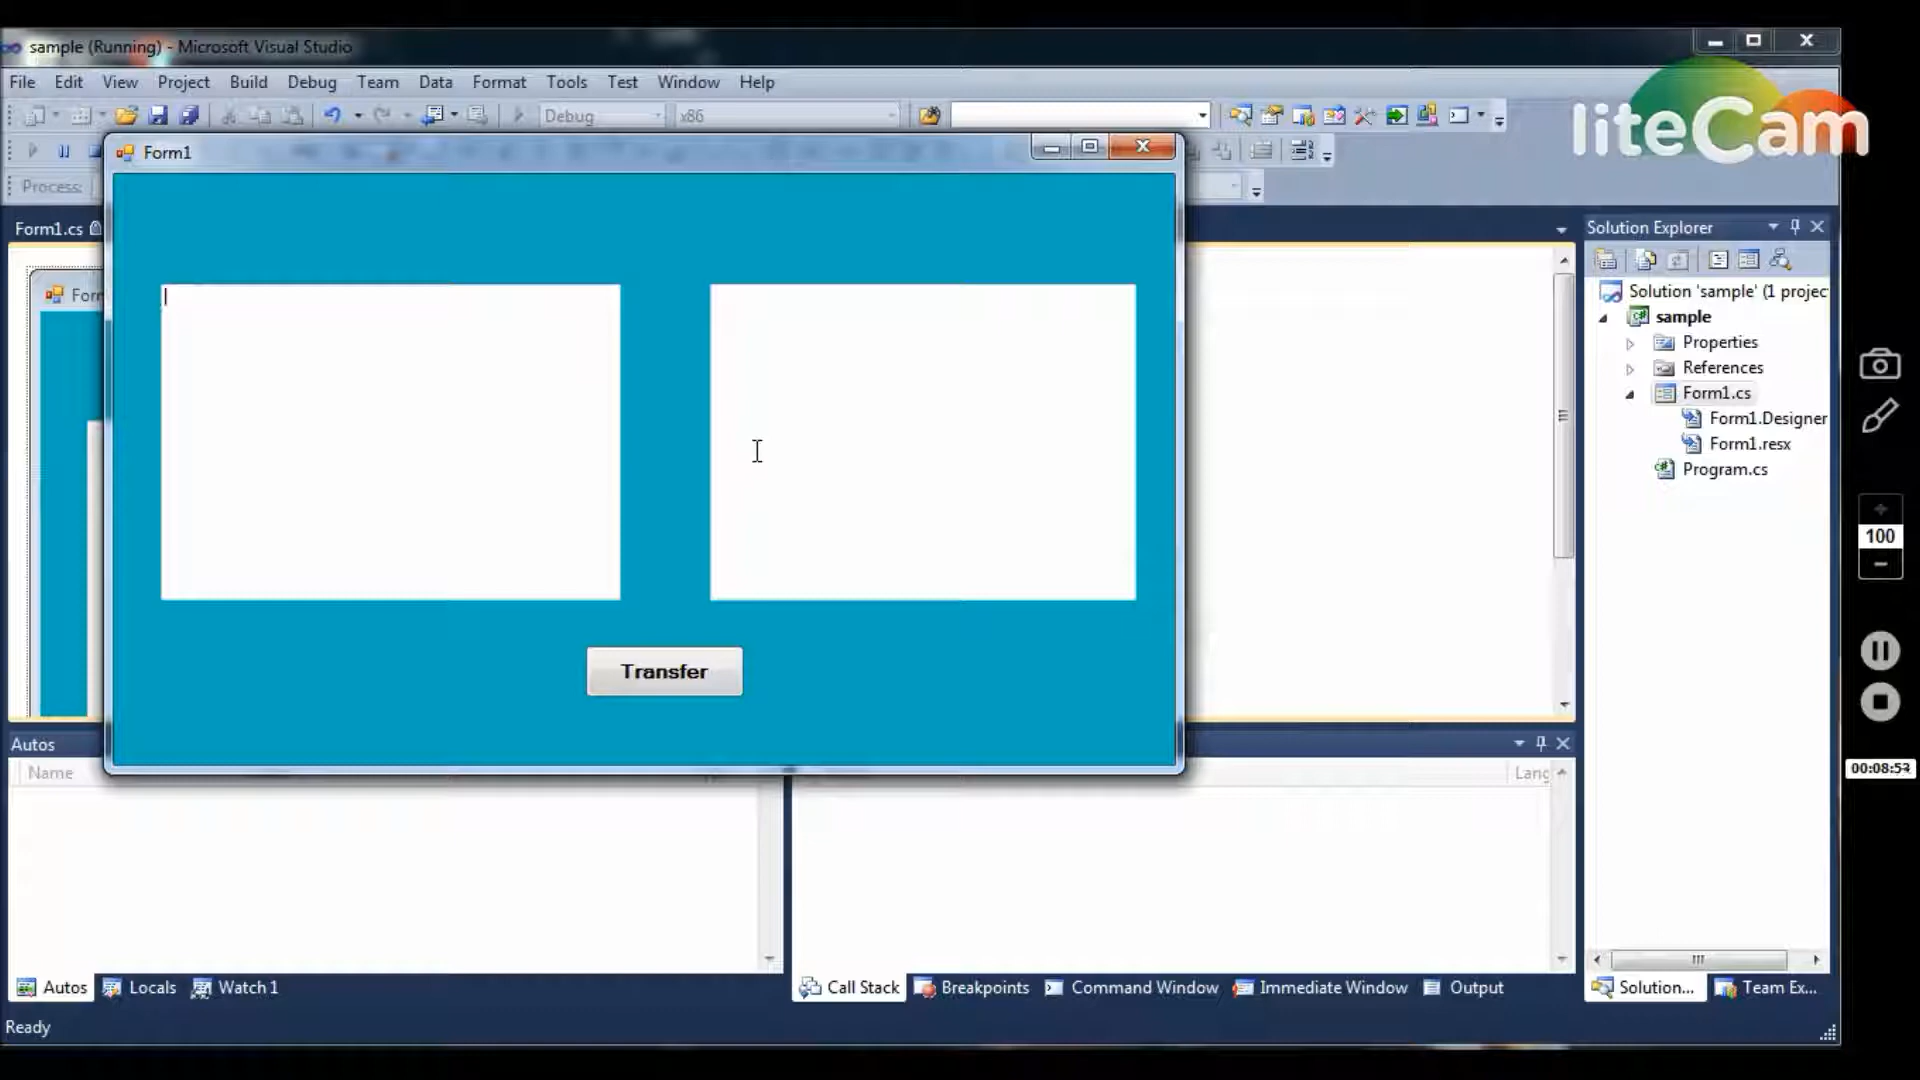 sample (Running) - Microsoft Visual Studio
File Edit View Project Build Debug Team Data Format Tools Test Window Help
Debug x86
liteCam
Form1
Process:
Form1.cs
Solution Explorer
Form
Solution 'sample' (1 projec
sample
Properties
References
Form1.cs
Form1.Designer
Form1.resx
Program.cs
100
Transfer
Autos
Name
Lang
00:08:53
Autos Locals Watch 1
Call Stack Breakpoints Command Window Immediate Window Output
Solution... Team Ex...
Ready